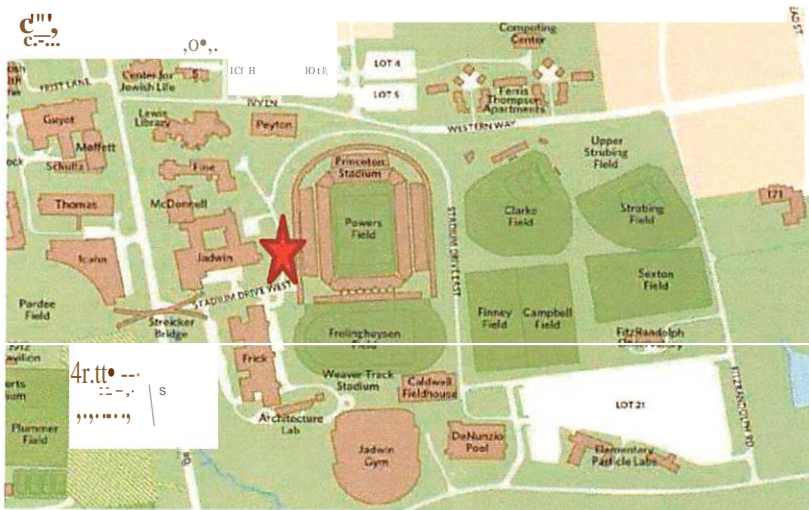 Computing
Center
LOT 4
Center for
Jewish Life
PRIST LANE
LOT 5
Ferris
Thompson
Apartments
Guyot
Lewis
Library
Peyton
WESTERN WAY
Moffett
Upper
Strubing
Field
Schultz
Fine
Princeton
Stadium
Thomas
McDonnell
Powers
Field
Clarke
Field
Strubing
Field
171
STADIUM DRIVE EAST
Icahn
Jadwin
Sexton
Field
Pardee
Field
STADIUM DRIVE WEST
Streicker
Bridge
Finney
Field
Campbell
Field
Frelinghuysen
Field
FitzRandolph
Frick
Weaver Track
Stadium
Caldwell
Fieldhouse
FITZRANDOLPH RD
LOT 21
Architecture
Lab
Plummer
Field
DeNunzio
Pool
Elementary
Particle Labs
Jadwin
Gym